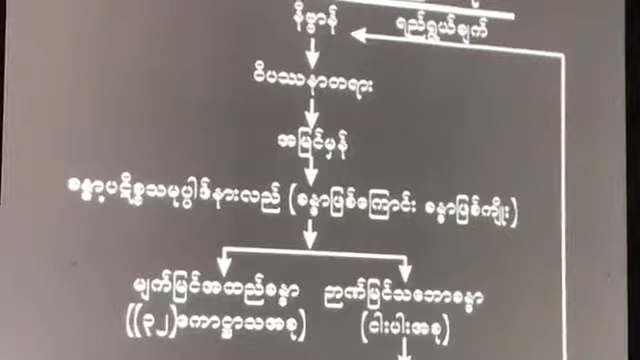 နိဗ္ဗာန်
ရည်ရွယ်ချက်
ဝိပဿနာတရား
အမြင်မှန်
ခန္ဓာ့ပဋိစ္စသမုပ္ပါဒ်နားလည် (ခန္ဓာဖြစ်ကြောင်း ခန္ဓာဖြစ်ကျိုး)
မျက်မြင်အထည်ခန္ဓာ
ဉာဏ်မြင်သဘောခန္ဓာ
((၃၂)ကောဋ္ဌာသအစု)
(ငါးပါးအစု)